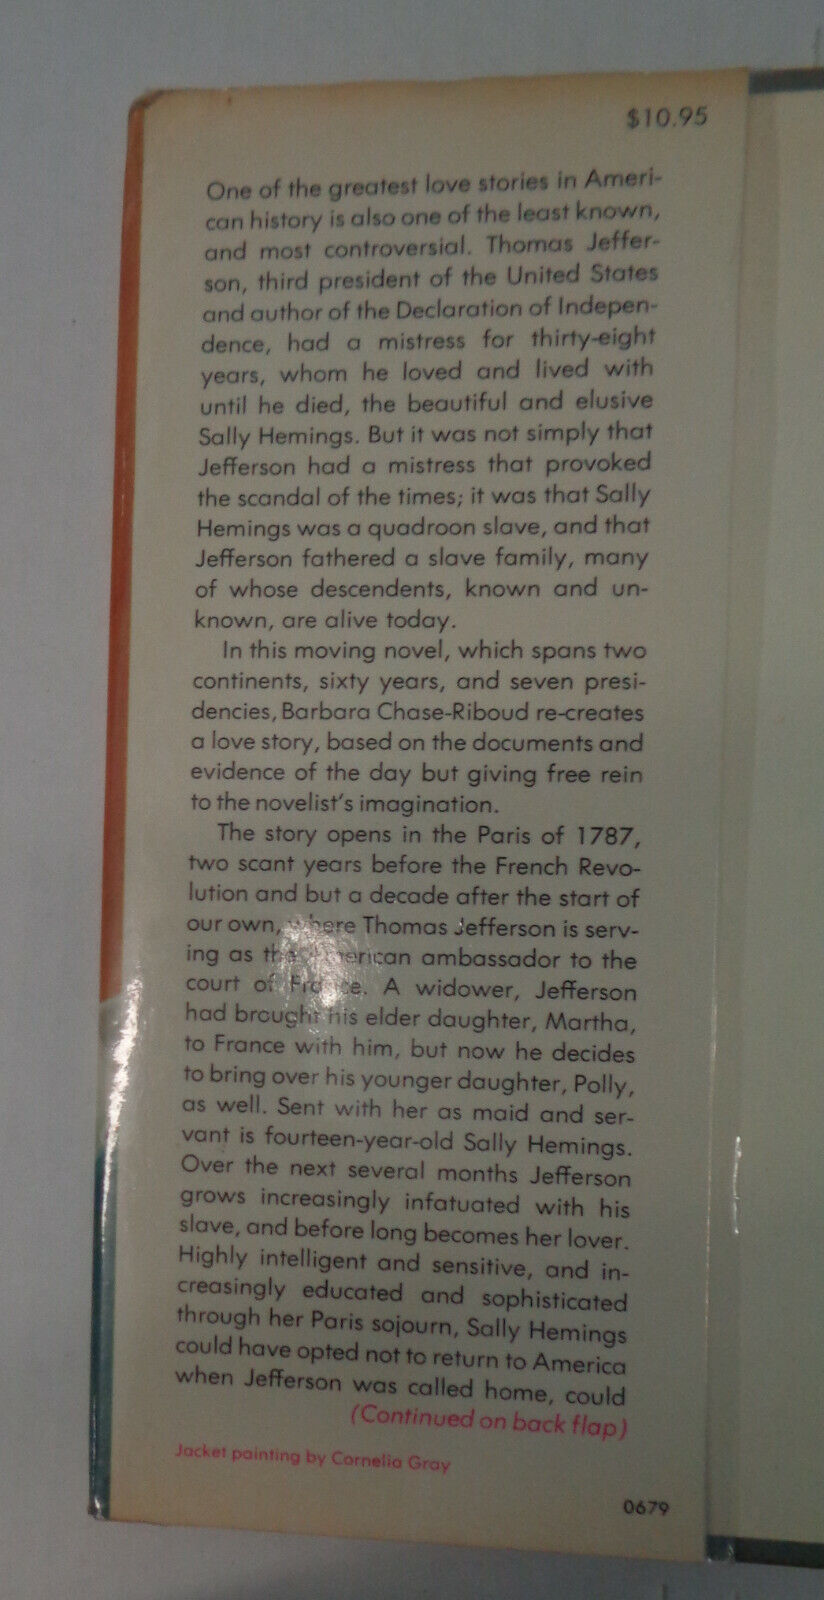 $10.95
One of the greatest love stories in Ameri-
can history is also one of the least known,
and most controversial. Thomas Jeffer-
son, third president of the United States
and author of the Declaration of Indepen-
dence, had a mistress for thirty-eight
years, whom he loved and lived with
until he died, the beautiful and elusive
Sally Hemings. But it was not simply that
Jefferson had a mistress that provoked
the scandal of the times; it was that Sally
Hemings was a quadroon slave, and that
Jefferson fathered a slave family, many
of whose descendents, known and un-
known, are alive today.
In this moving novel, which spans two
continents, sixty years, and seven presi-
dencies, Barbara Chase-Riboud re-creates
a love story, based on the documents and
evidence of the day but giving free rein
to the novelist's imagination.
The story opens in the Paris of 1787,
two scant years before the French Revo-
lution and but a decade after the start of
our own, where Thomas Jefferson is serv-
ing as the American ambassador to the
court of France. A widower, Jefferson
had brought his elder daughter, Martha,
to France with him, but now he decides
to bring over his younger daughter, Polly,
as well. Sent with her as maid and ser-
vant is fourteen-year-old Sally Hemings.
Over the next several months Jefferson
grows increasingly infatuated with his
slave, and before long becomes her lover.
Highly intelligent and sensitive, and in-
creasingly educated and sophisticated
through her Paris sojourn, Sally Hemings
could have opted not to return to America
when Jefferson was called home, could
(Continued on back flap)
Jacket painting by Cornelia Gray
0679